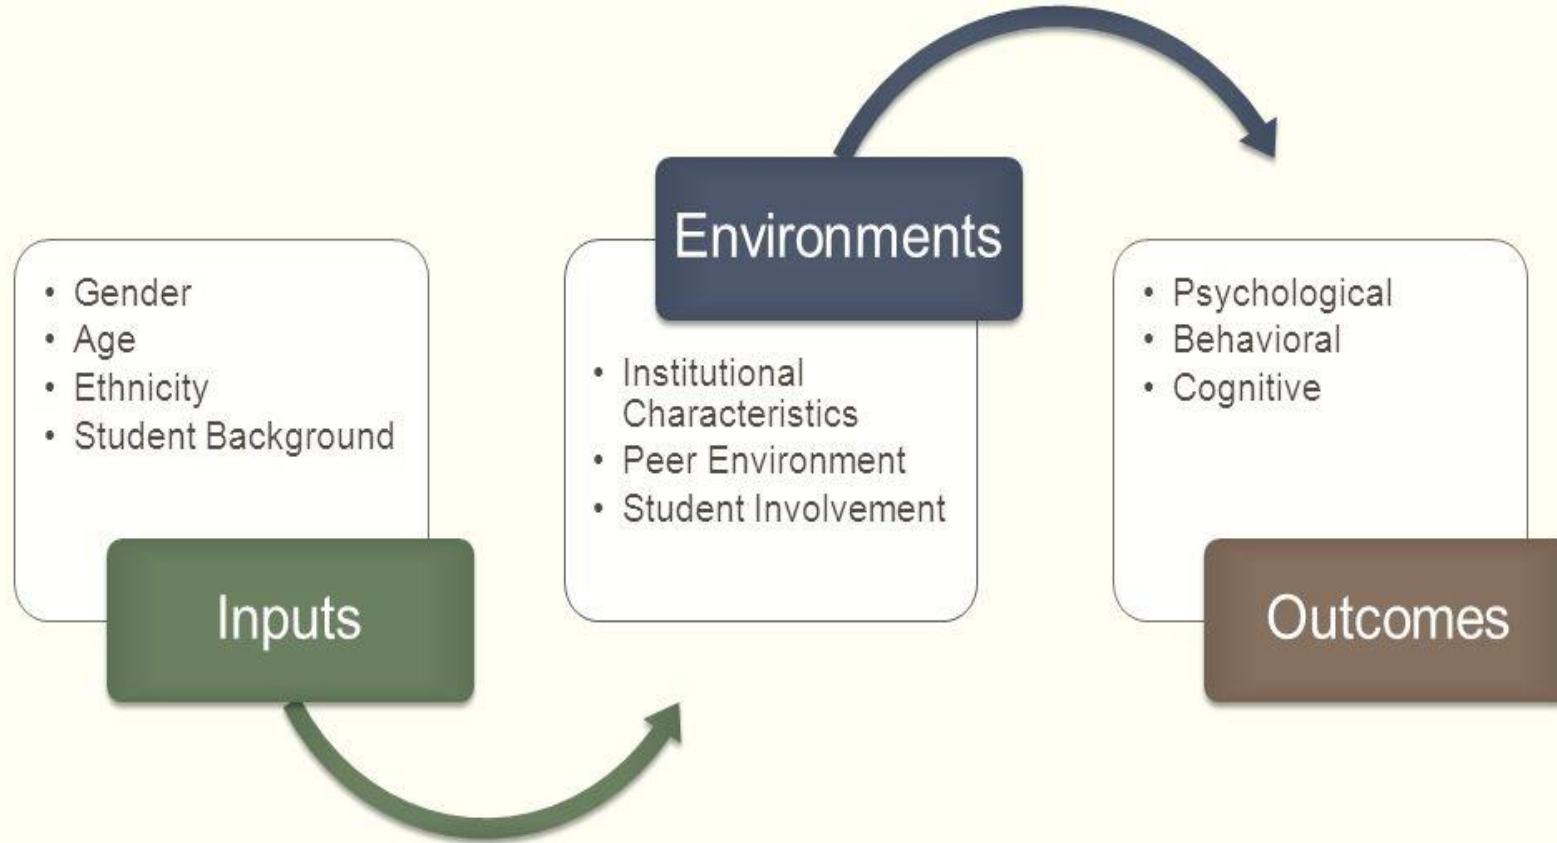 • Gender
• Age
• Ethnicity
• Student Background
Inputs
Environments
• Institutional
Characteristics
• Peer Environment
• Student Involvement
• Psychological
• Behavioral
• Cognitive
Outcomes